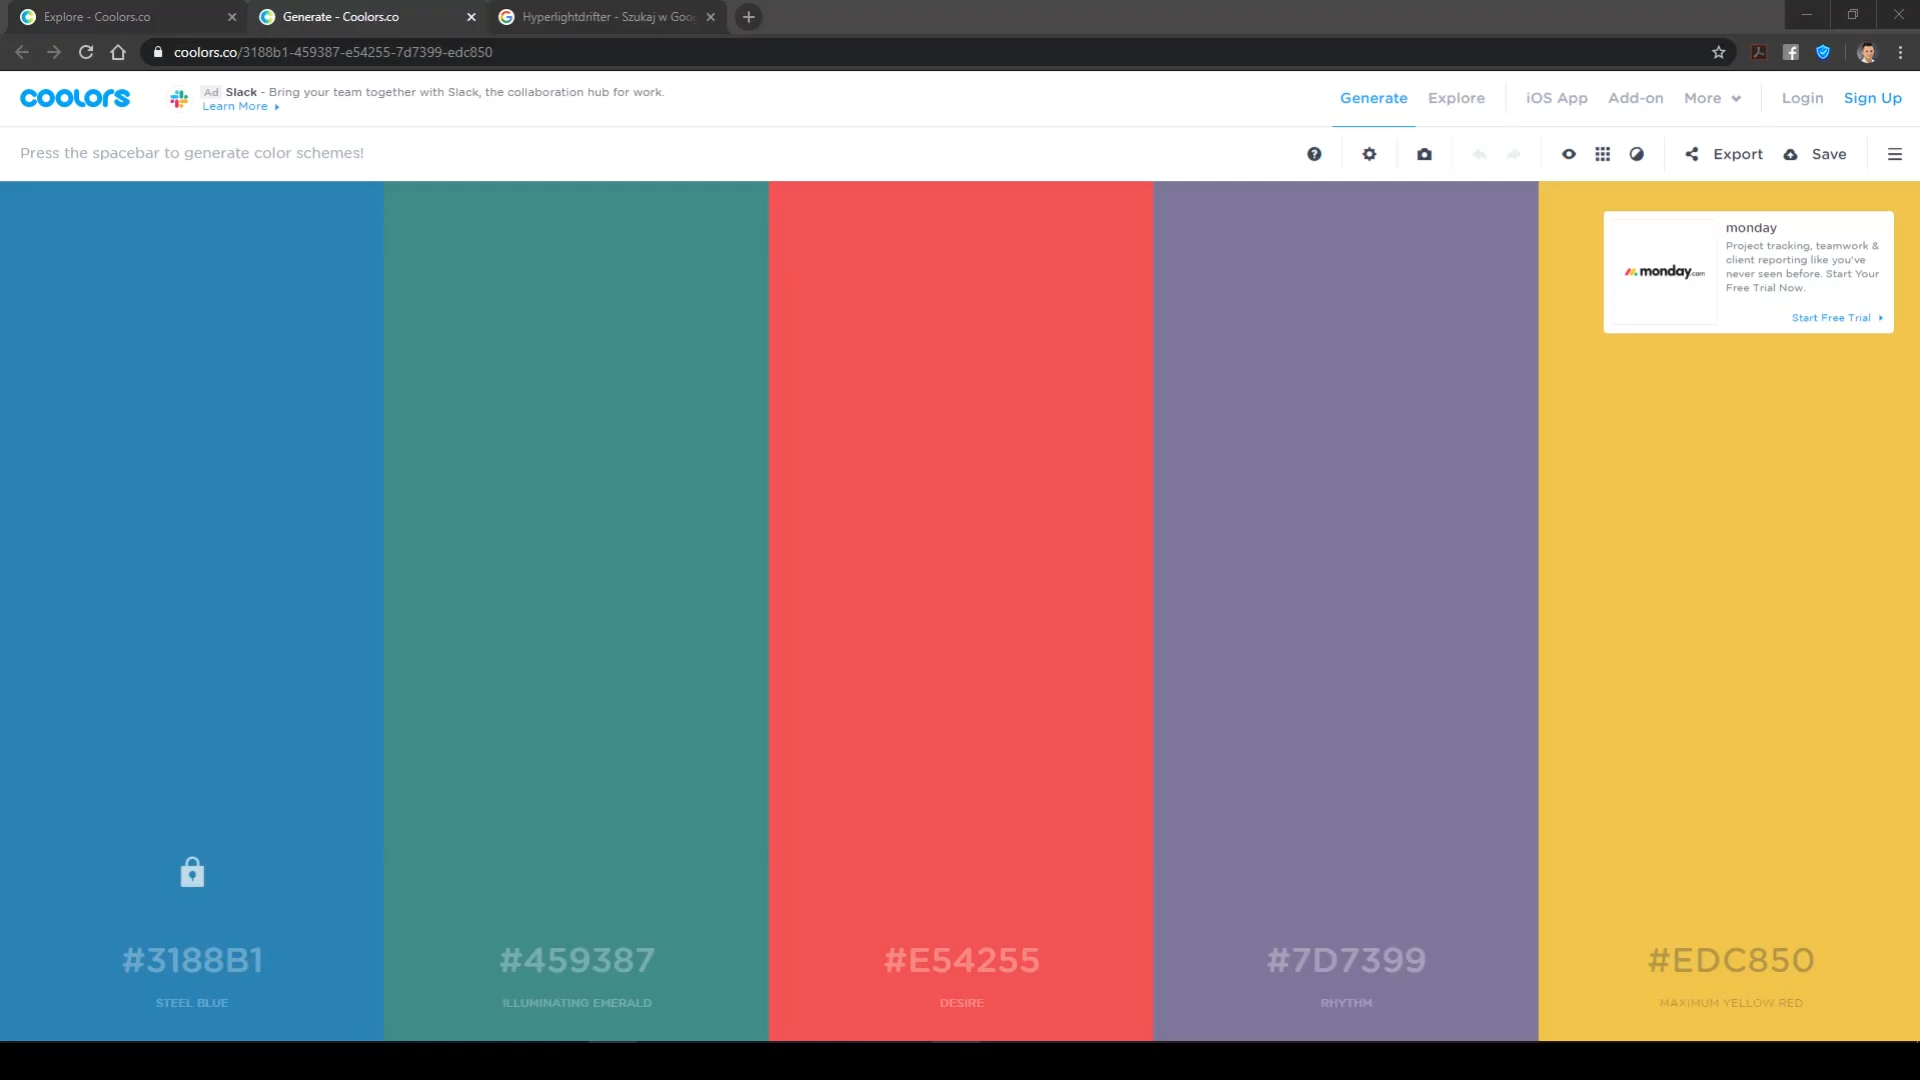 Explore - Coolors.co
Generate - Coolors.co
Hyperlightdrifter - Szukaj w Goo
coolors.co/3188b1-459387-e54255-7d7399-edc850
coolors
Ad Slack - Bring your team together with Slack, the collaboration hub for work.
Learn More
Generate Explore iOS App Add-on More Login Sign Up
Press the spacebar to generate color schemes!
Export Save
monday
Project tracking, teamwork &
client reporting like you've
never seen before. Start Your
Free Trial Now.
monday.com
Start Free Trial
#3188B1
STEEL BLUE
#459387
ILLUMINATING EMERALD
#E54255
DESIRE
#7D7399
RHYTHM
#EDC850
MAXIMUM YELLOW RED